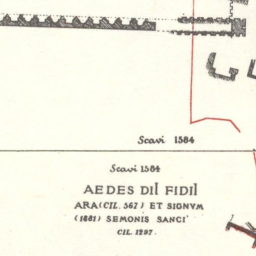 Scavi 1584
Scavi 1584
AEDES DII FIDII
ARA (CIL. 567) ET SIGNVM
(1881) SEMONIS SANCI
CIL. 1297.